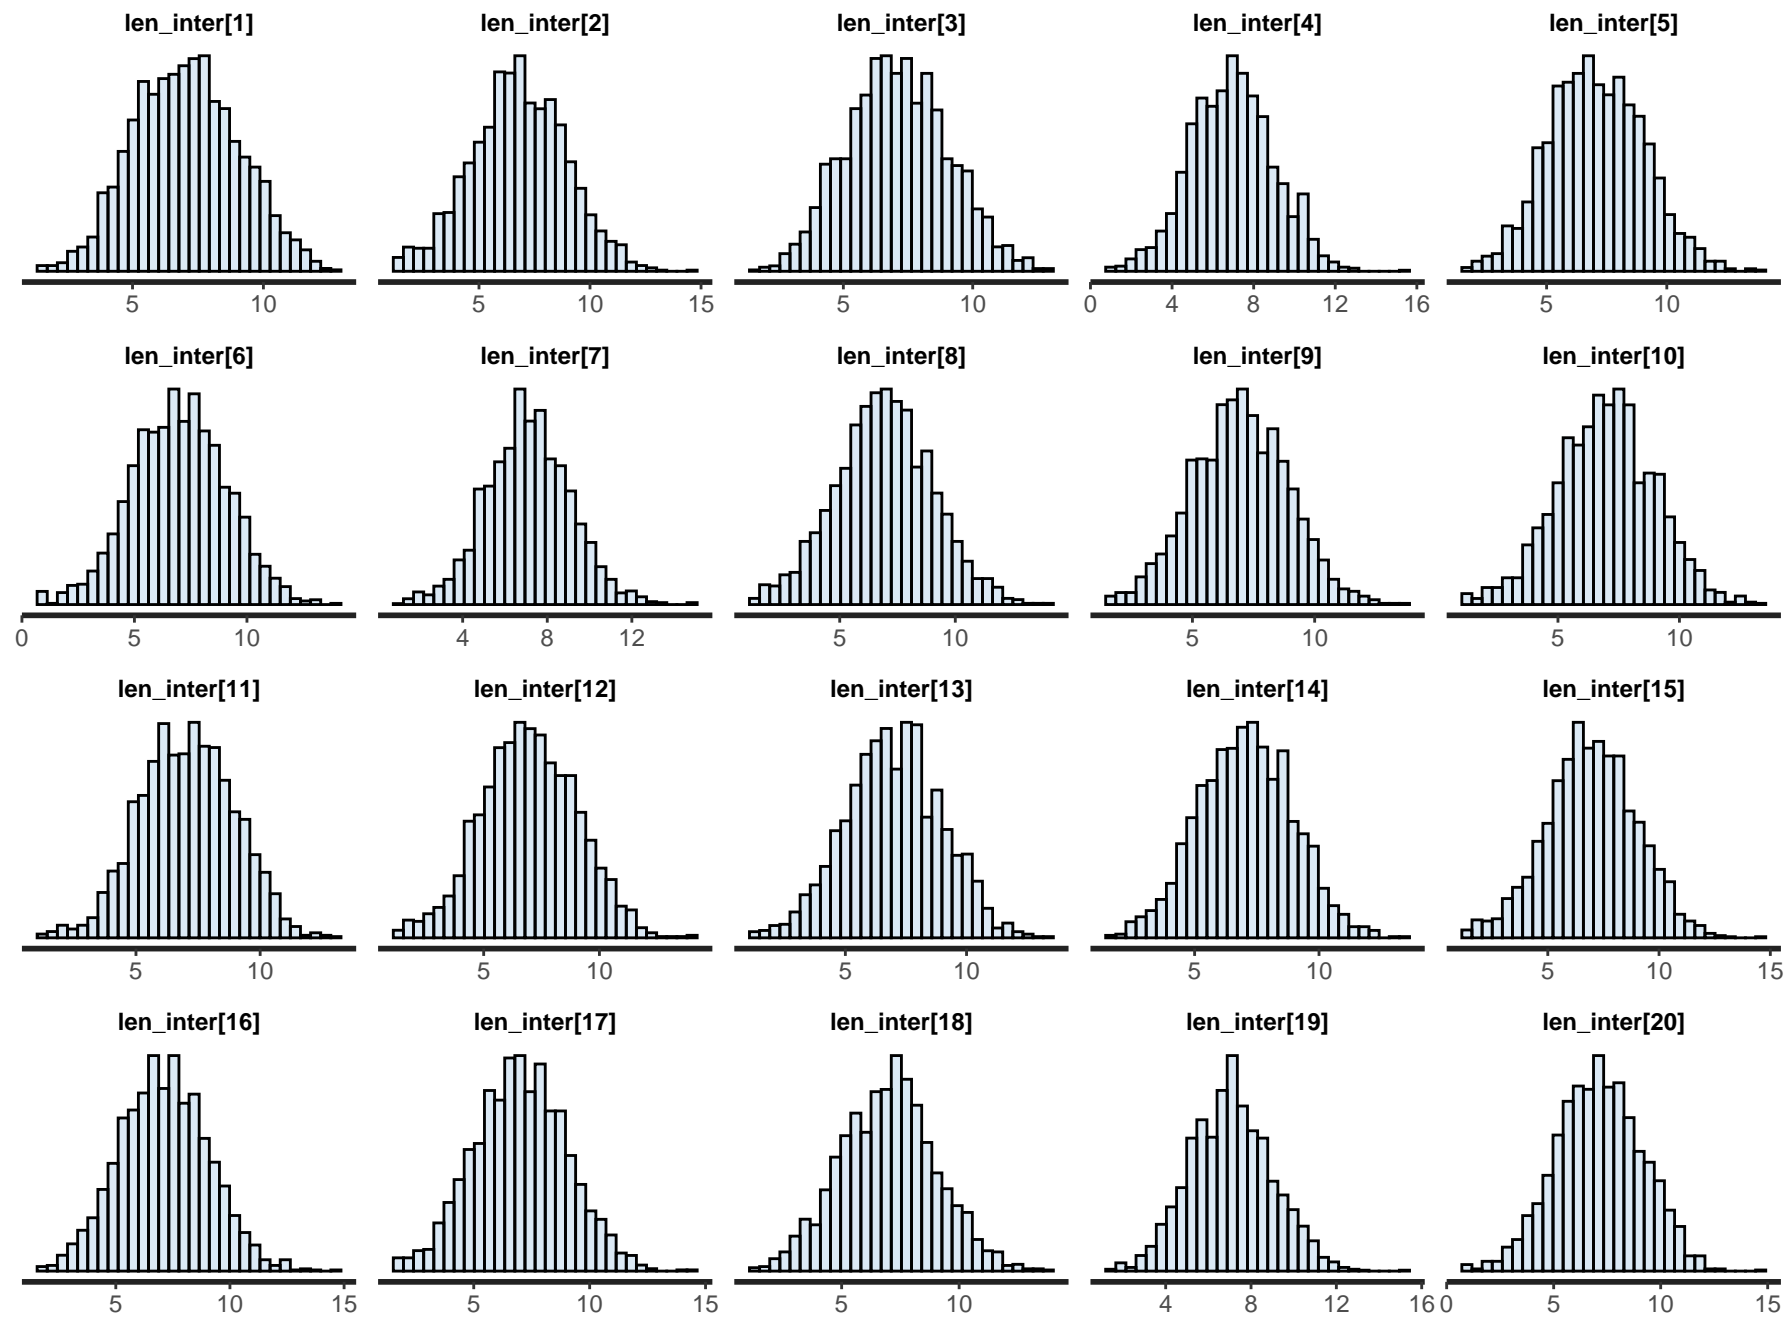 len_inter[1] len_inter[2] len_inter[3] len_inter[4] len_inter[5]
5 10 5 10 15 5 10 0 4 8 12 16 5 10
len_inter[6] len_inter[7] len_inter[8] len_inter[9] len_inter[10]
0 5 10 4 8 12 5 10 5 10 5 10
len_inter[11] len_inter[12] len_inter[13] len_inter[14] len_inter[15]
5 10 5 10 5 10 5 10 5 10 15
len_inter[16] len_inter[17] len_inter[18] len_inter[19] len_inter[20]
5 10 15 5 10 15 5 10 4 8 12 16 0 5 10 15